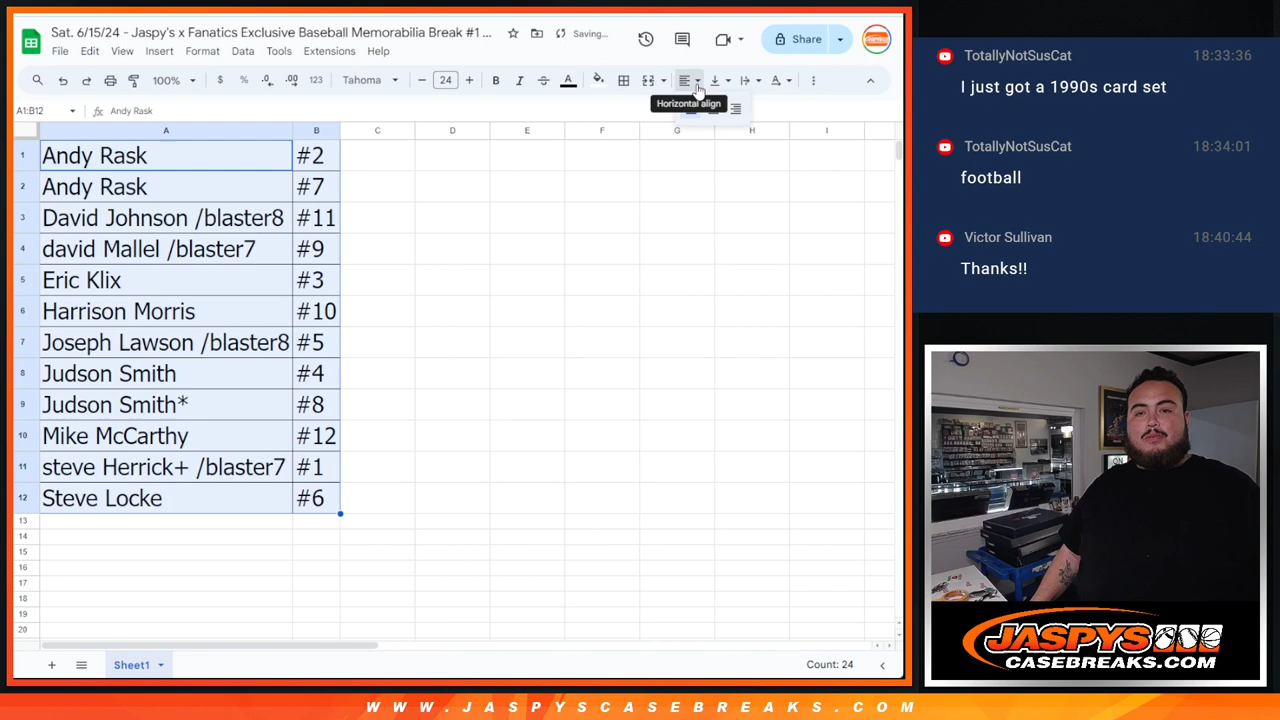 Sat. 6/15/24 - Jaspy's x Fanatics Exclusive Baseball Memorabilia Break #1 ...
Saving...
File Edit View Insert Format Data Tools Extensions Help
Share
100% $ % .0 .00 123 Tahoma 24 B I S A
Horizontal align
A1:B12 fx Andy Rask
A B C D E F G H I
1 Andy Rask #2
2 Andy Rask #7
3 David Johnson /blaster8 #11
4 david Mallel /blaster7 #9
5 Eric Klix #3
6 Harrison Morris #10
7 Joseph Lawson /blaster8 #5
8 Judson Smith #4
9 Judson Smith* #8
10 Mike McCarthy #12
11 steve Herrick+ /blaster7 #1
12 Steve Locke #6
13
14
15
16
17
18
19
20
Sheet1
Count: 24
TotallyNotSusCat 18:33:36
I just got a 1990s card set
TotallyNotSusCat 18:34:01
football
Victor Sullivan 18:40:44
Thanks!!
ON
JASPYS
CASEBREAKS.COM
WWW.JASPYSCASEBREAKS.COM